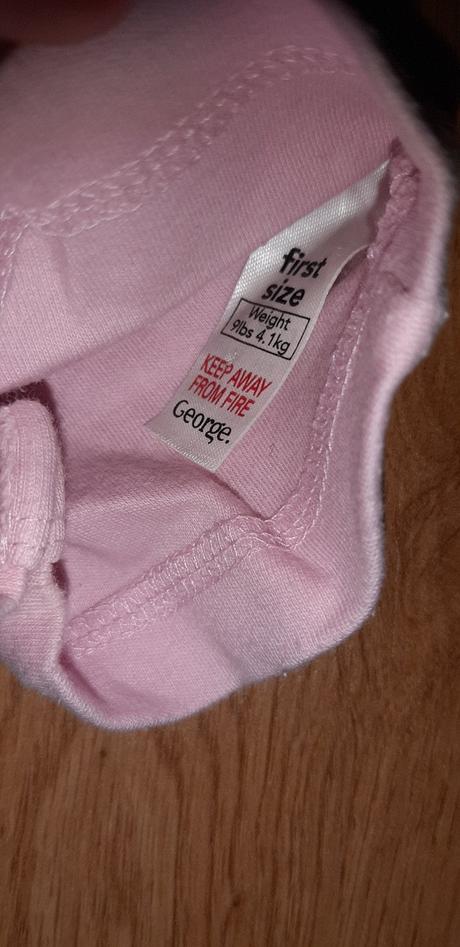 first
size
Weight
9lbs 4.1kg
KEEP AWAY
FROM FIRE
George.